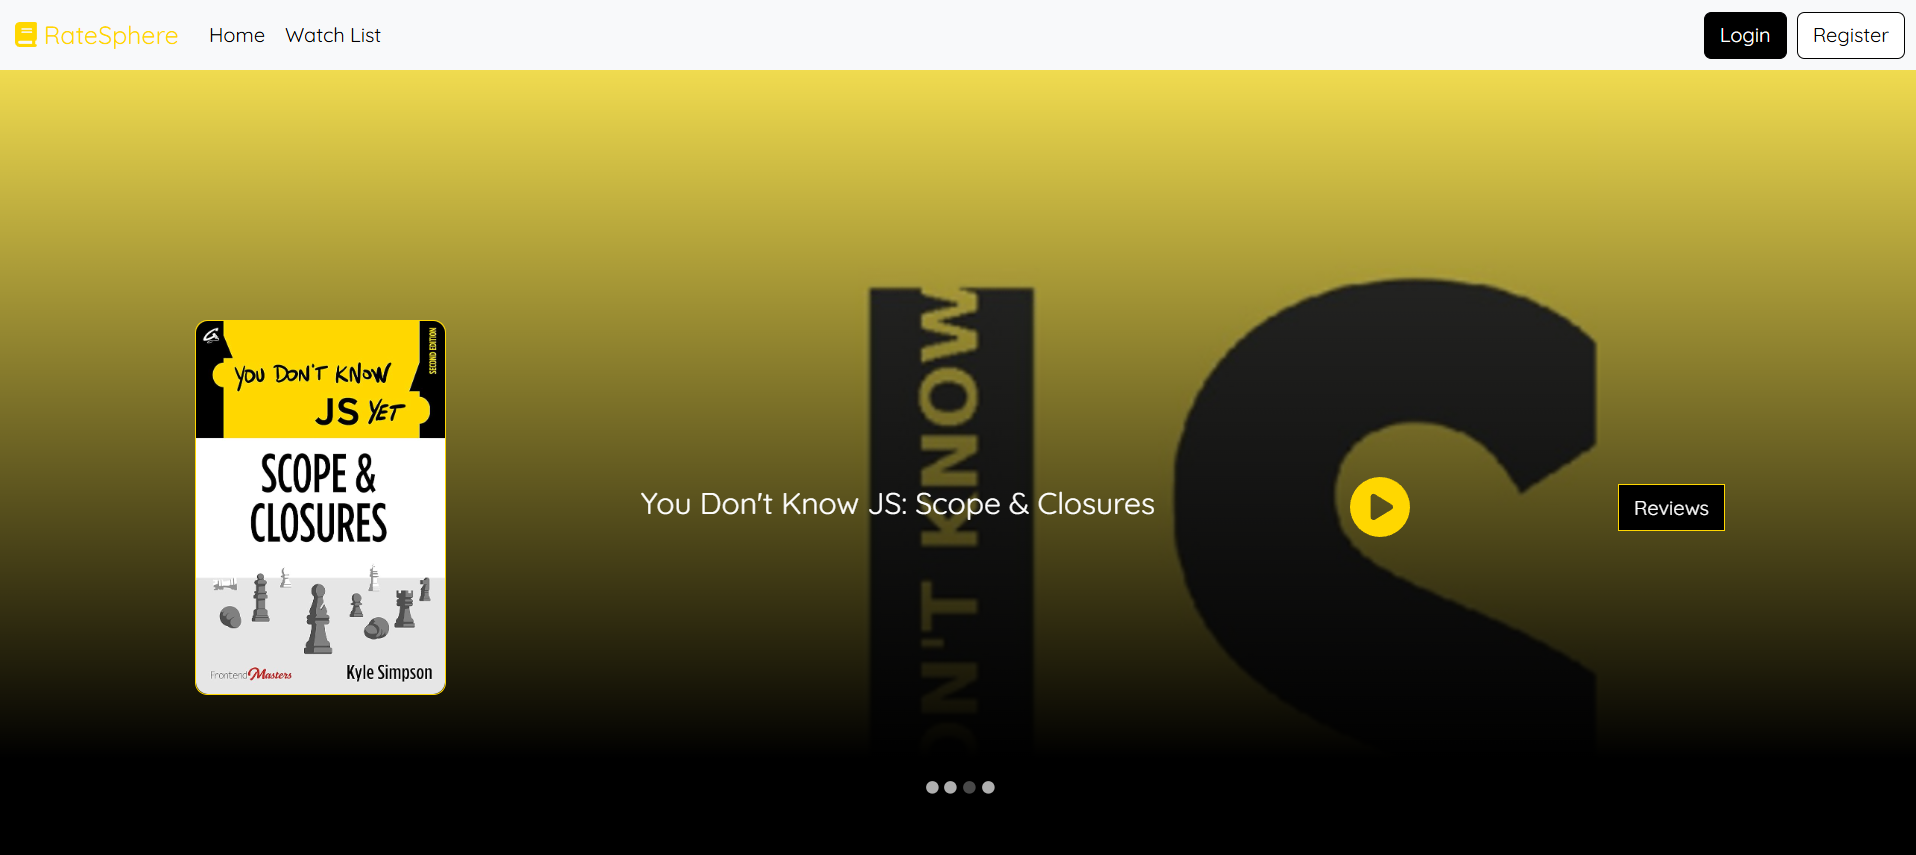 RateSphere
Home
Watch List
Login
Register
YOU DON'T KNOW
JS YET
SECOND EDITION
SCOPE &
CLOSURES
FrontendMasters
Kyle Simpson
ON'T KNOW
JS
You Don't Know JS: Scope & Closures
Reviews